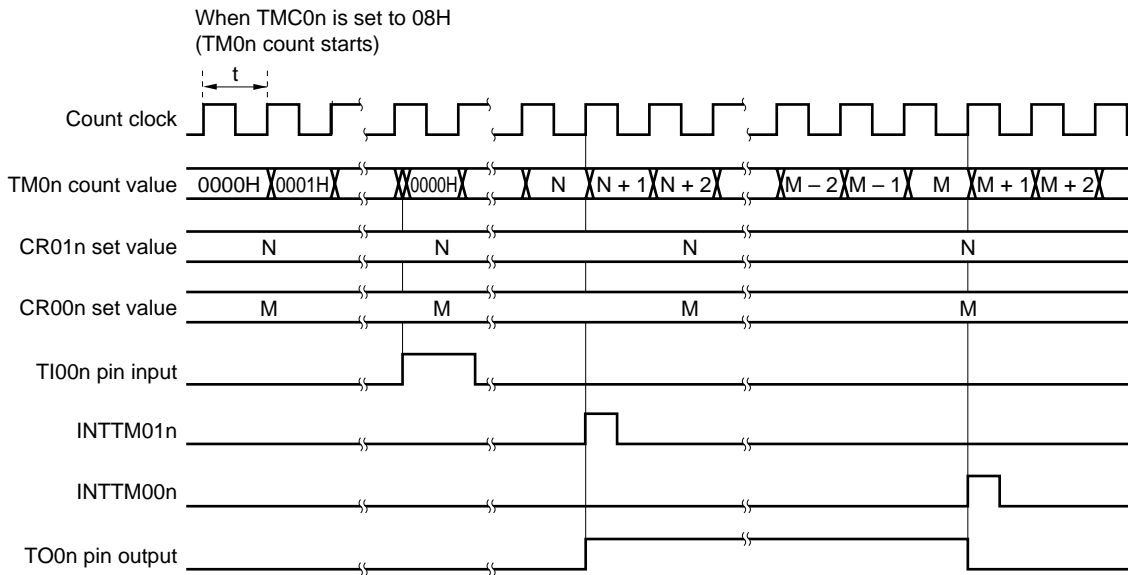 When TMC0n is set to 08H
(TM0n count starts)
t
Count clock
TM0n count value 0000H 0001H 0000H N N + 1 N + 2 M – 2 M – 1 M M + 1 M + 2
CR01n set value N N N N
CR00n set value M M M M
TI00n pin input
INTTM01n
INTTM00n
TO0n pin output